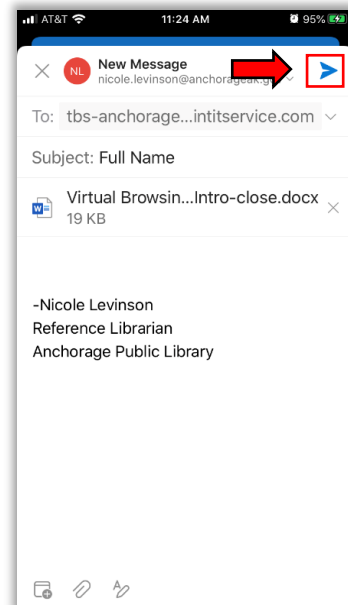 AT&T 11:24 AM 95%
NL New Message
nicole.levinson@anchorageak.g
To: tbs-anchorage...intitservice.com
Subject: Full Name
Virtual Browsin...Intro-close.docx
19 KB
-Nicole Levinson
Reference Librarian
Anchorage Public Library